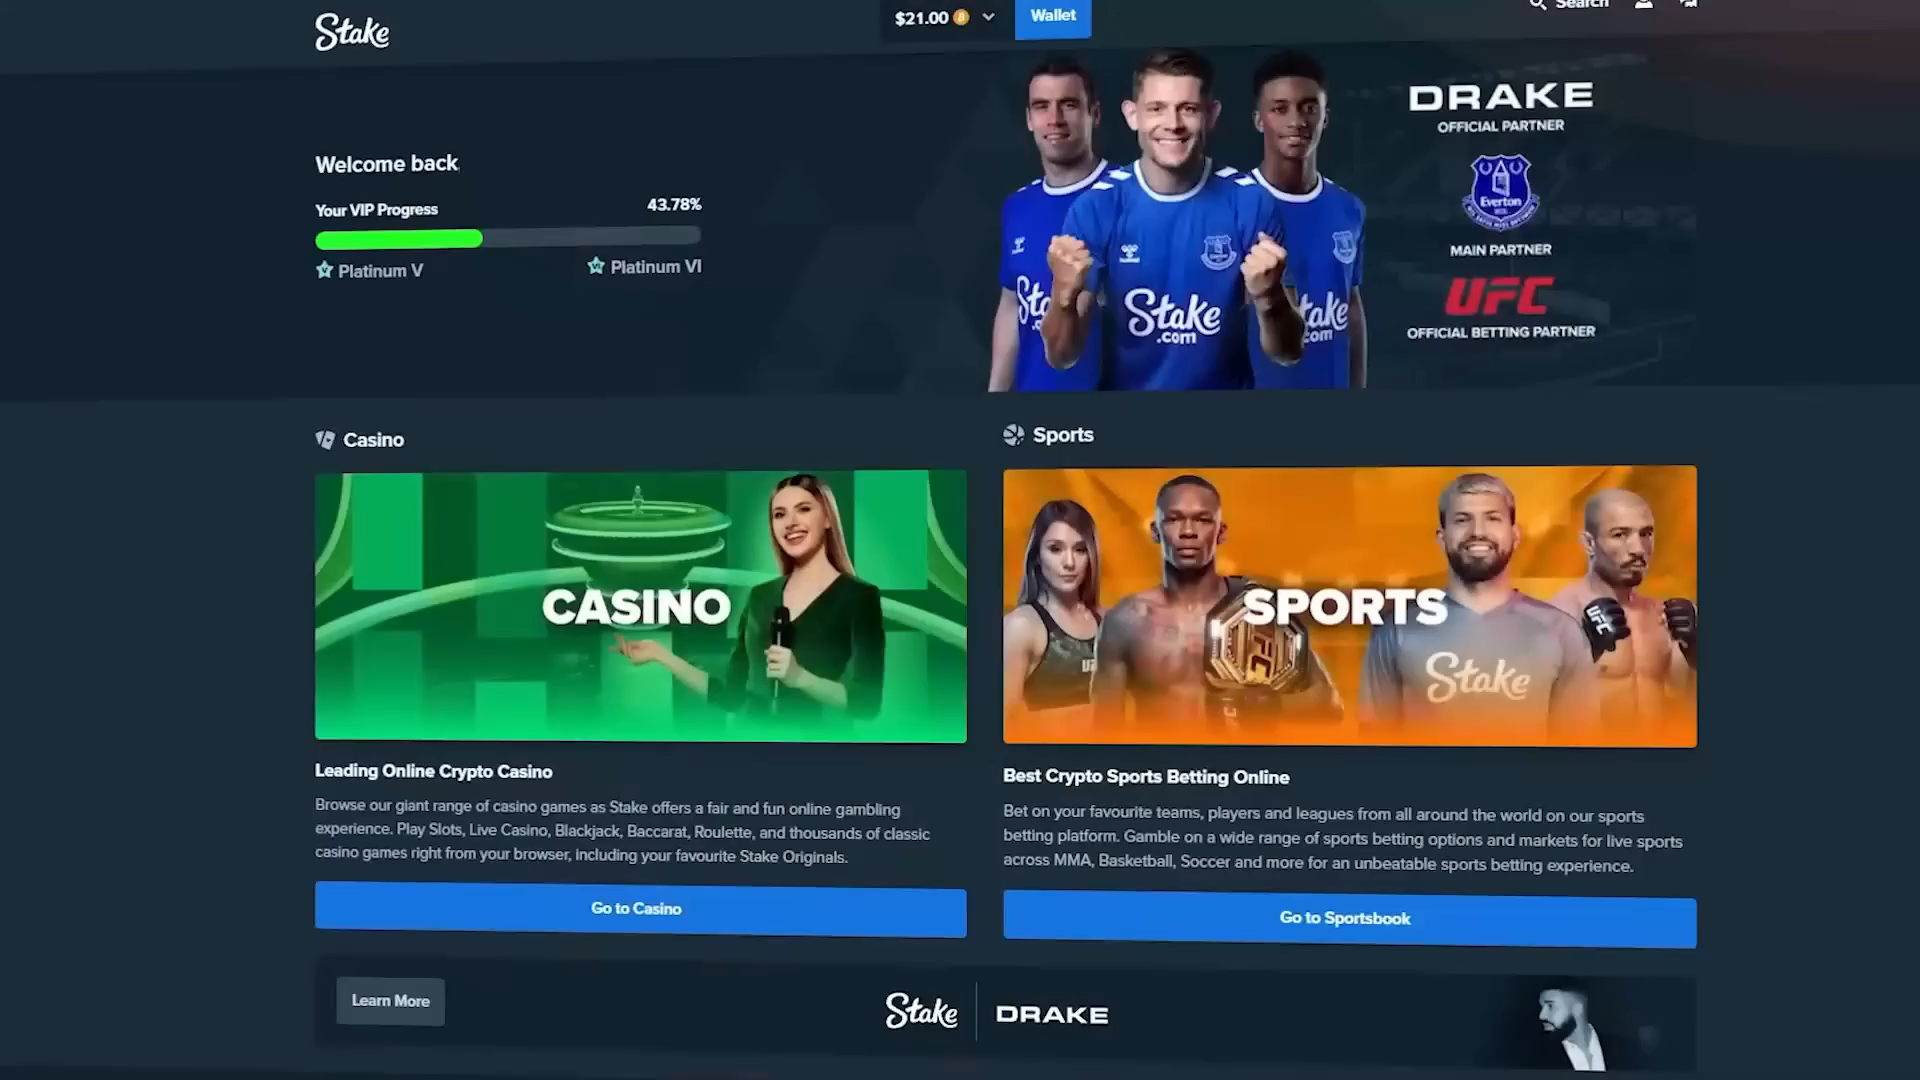 Stake
$21.00
Wallet
Search
Welcome back
Your VIP Progress
43.78%
Platinum V
Platinum VI
Stake
.com
DRAKE
OFFICIAL PARTNER
Everton
MAIN PARTNER
UFC
OFFICIAL BETTING PARTNER
Casino
CASINO
Leading Online Crypto Casino
Browse our giant range of casino games as Stake offers a fair and fun online gambling
experience. Play Slots, Live Casino, Blackjack, Baccarat, Roulette, and thousands of classic
casino games right from your browser, including your favourite Stake Originals.
Go to Casino
Sports
SPORTS
UFC
Stake
UFC
Best Crypto Sports Betting Online
Bet on your favourite teams, players and leagues from all around the world on our sports
betting platform. Gamble on a wide range of sports betting options and markets for live sports
across MMA, Basketball, Soccer and more for an unbeatable sports betting experience.
Go to Sportsbook
Learn More
Stake
DRAKE